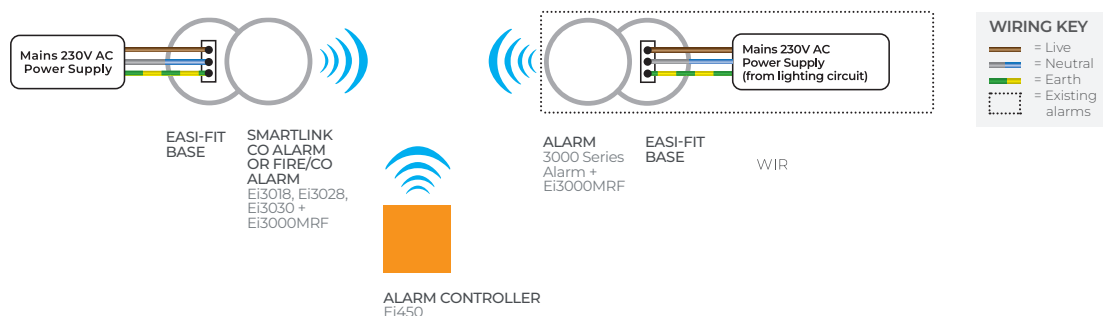 Mains 230V AC
Power Supply
EASI-FIT
BASE
SMARTLINK
CO ALARM
OR FIRE/CO
ALARM
Ei3018, Ei3028,
Ei3030 +
Ei3000MRF
ALARM CONTROLLER
Ei450
ALARM
3000 Series
Alarm +
Ei3000MRF
EASI-FIT
BASE
Mains 230V AC
Power Supply
(from lighting circuit)
WIR
WIRING KEY
= Live
= Neutral
= Earth
= Existing
alarms